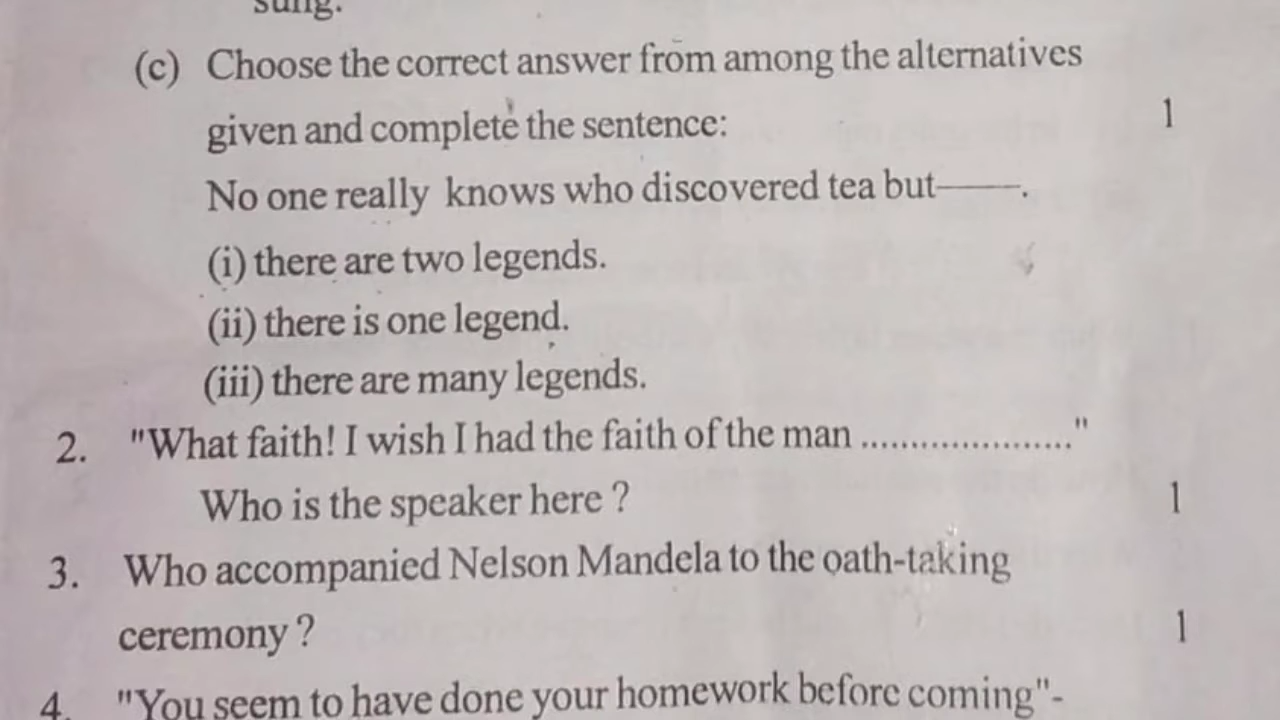 sung.
(c) Choose the correct answer from among the alternatives
given and complete the sentence: 1
No one really knows who discovered tea but———.
(i) there are two legends.
(ii) there is one legend.
(iii) there are many legends.
2. "What faith! I wish I had the faith of the man ....................."
Who is the speaker here ? 1
3. Who accompanied Nelson Mandela to the oath-taking
ceremony ? 1
4. "You seem to have done your homework before coming"-